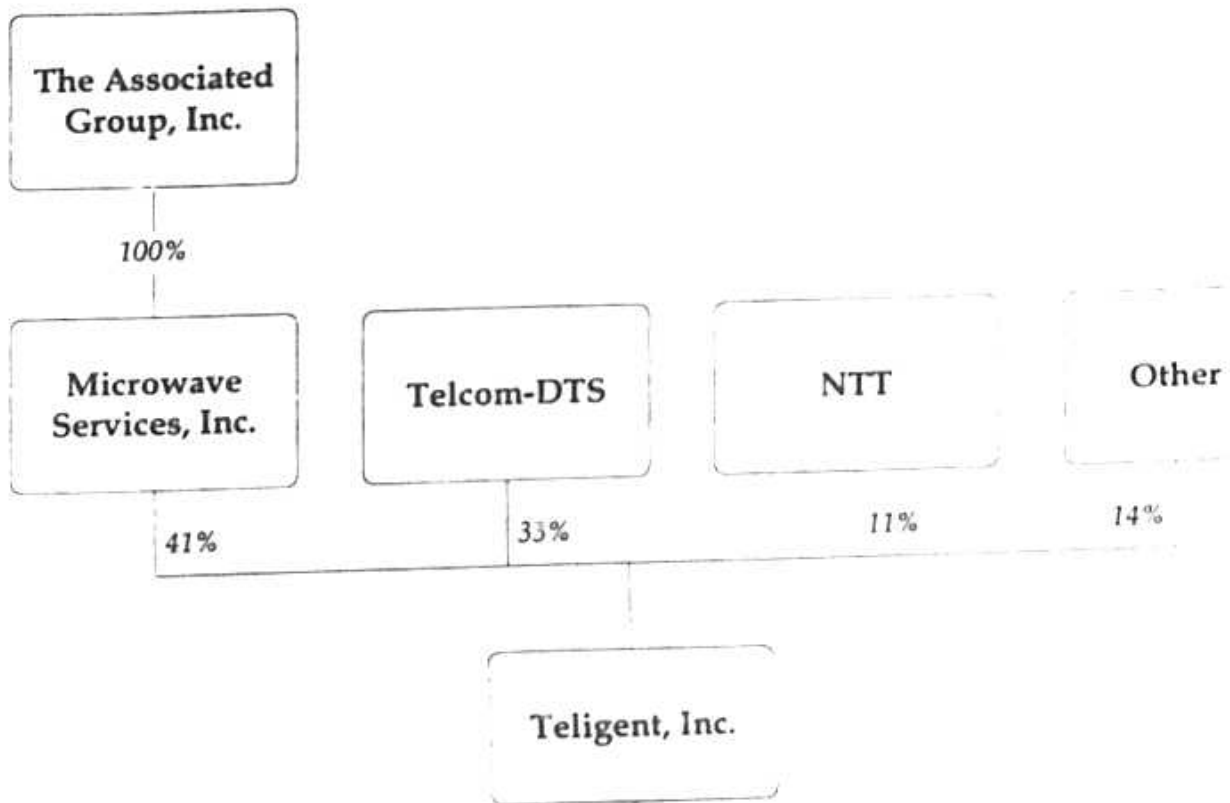 The Associated
Group, Inc.
100%
Microwave
Services, Inc.
Telcom-DTS
NTT
Other
41%
33%
11%
14%
Teligent, Inc.